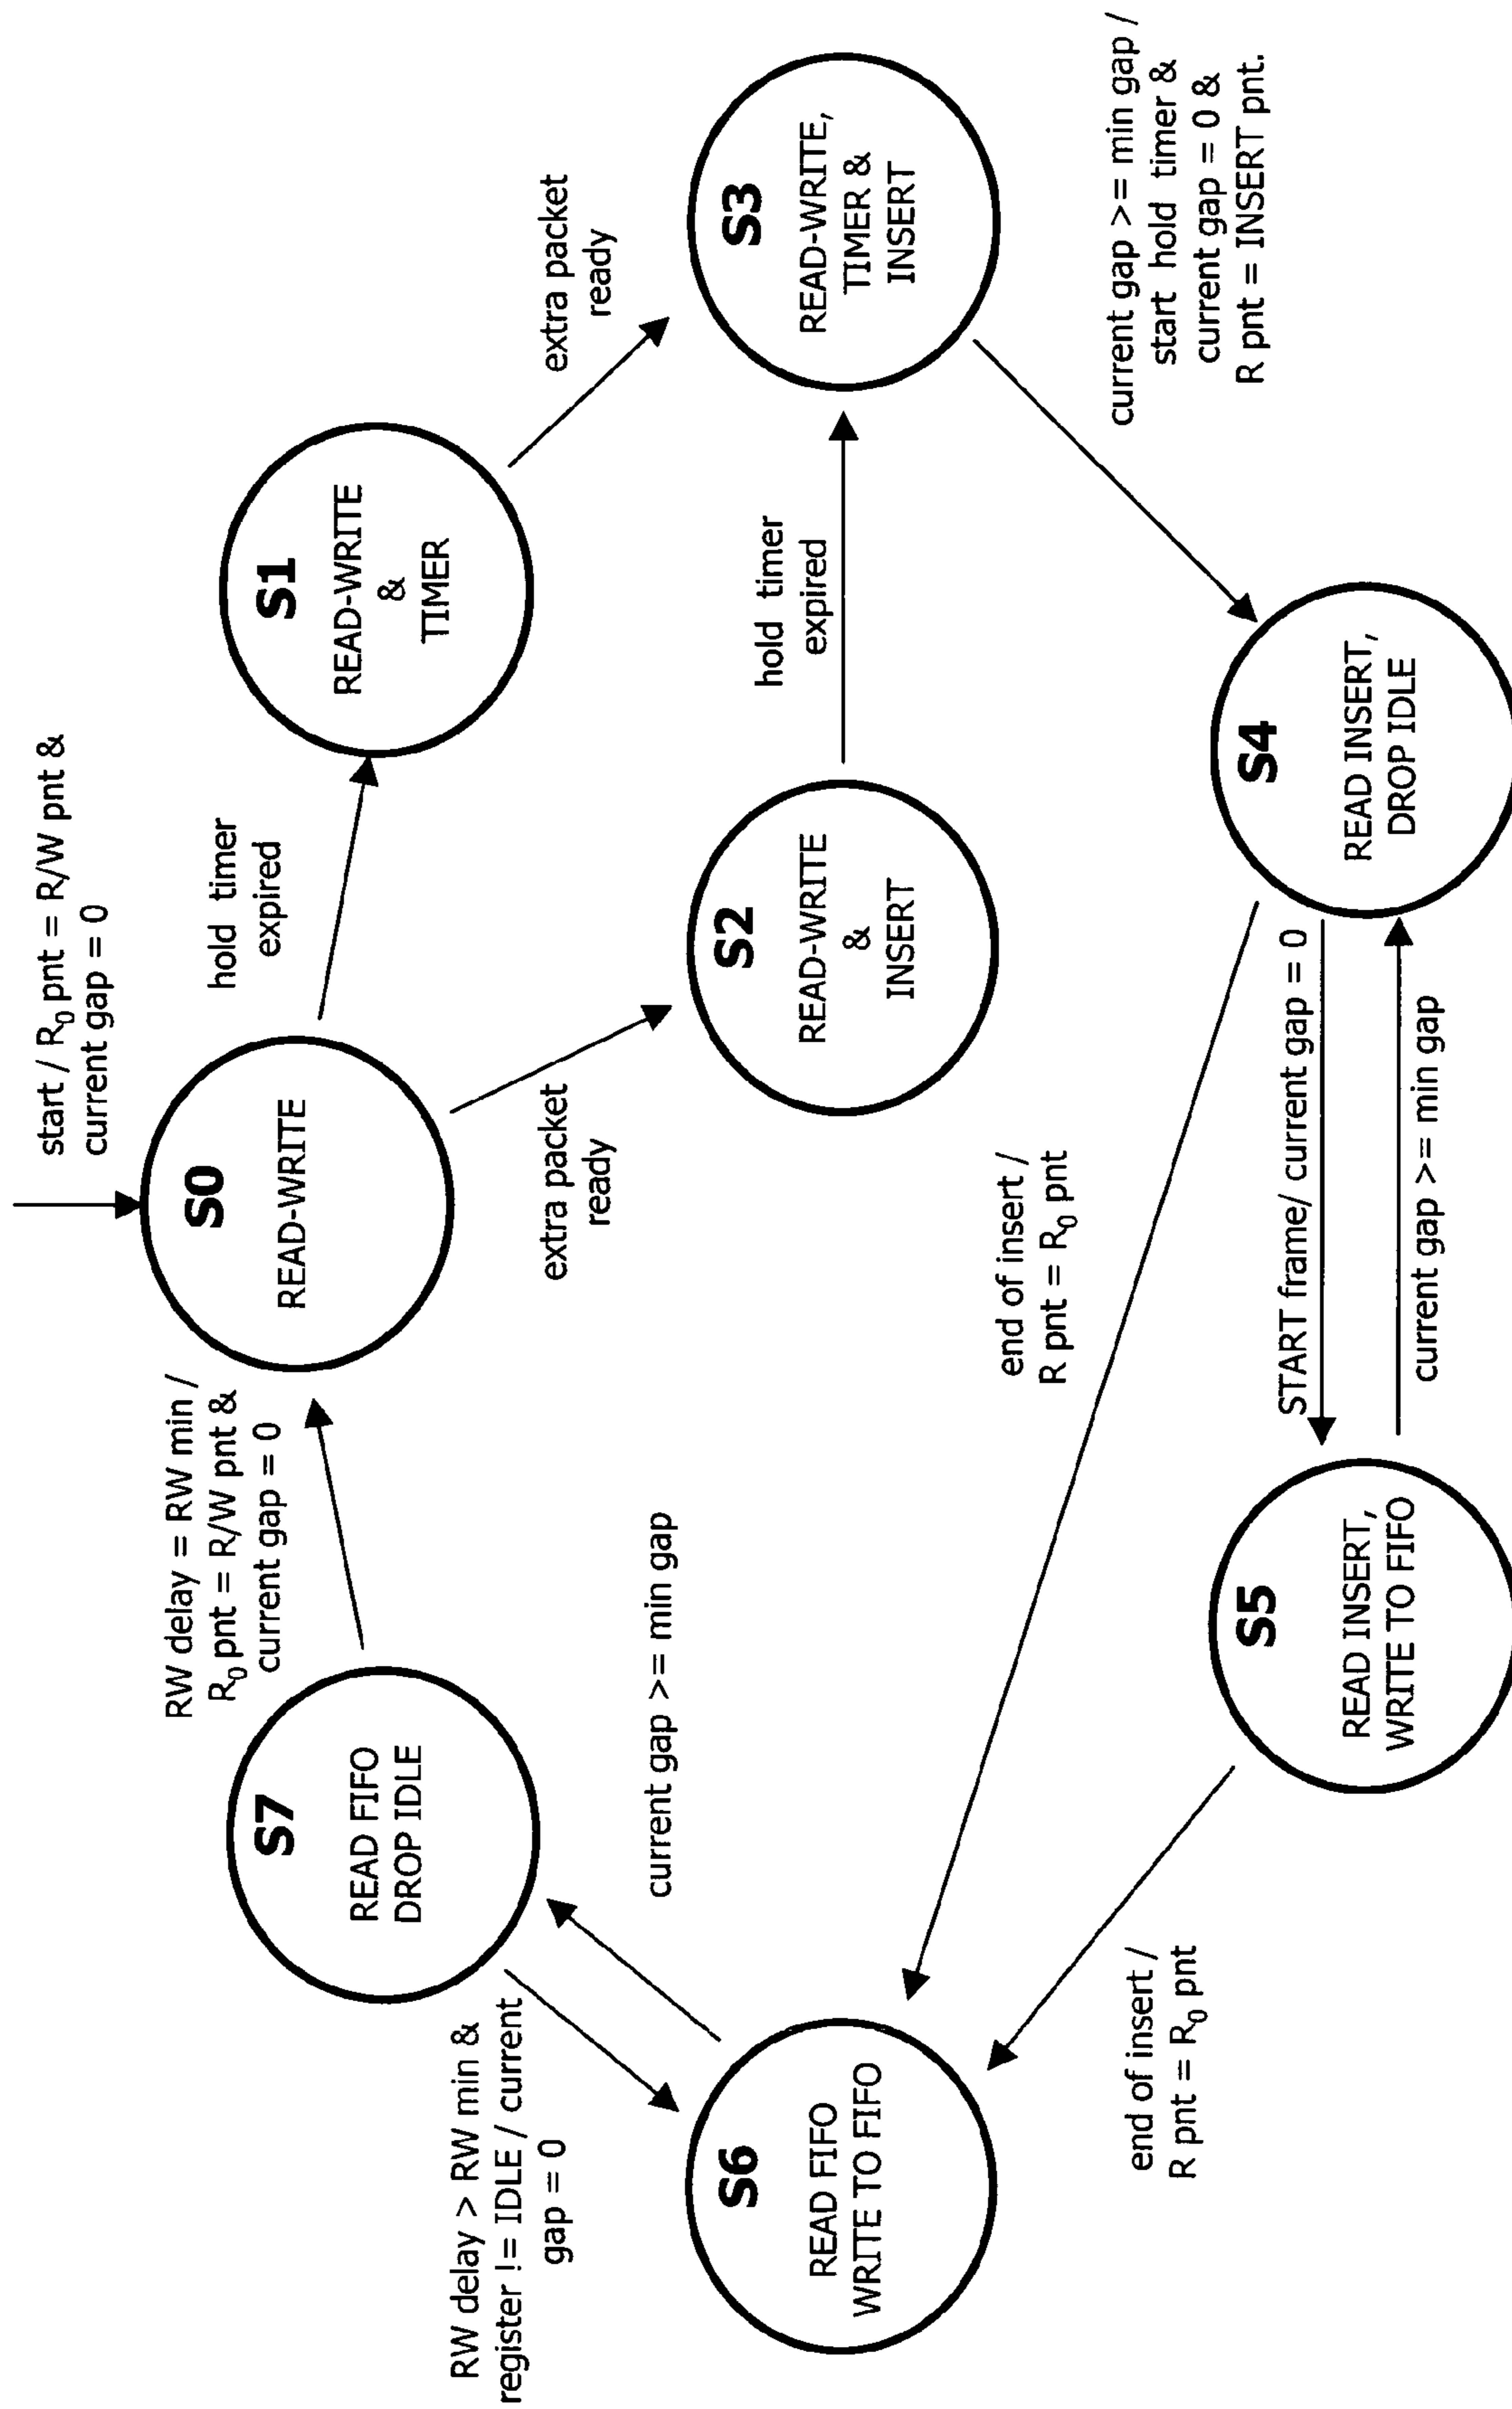 start / R₀ pnt = R/W pnt &
current gap = 0
S0
READ-WRITE
hold timer
expired
S1
READ-WRITE
&
TIMER
extra packet
ready
S2
READ-WRITE
&
INSERT
hold timer
expired
extra packet
ready
S3
READ-WRITE,
TIMER &
INSERT
current gap >= min gap /
start hold timer &
current gap = 0 &
R pnt = INSERT pnt.
S4
READ INSERT,
DROP IDLE
START frame/ current gap = 0
current gap >= min gap
S5
READ INSERT,
WRITE TO FIFO
end of insert /
R pnt = R₀ pnt
end of insert /
R pnt = R₀ pnt
S6
READ FIFO
WRITE TO FIFO
current gap >= min gap
RW delay > RW min &
register != IDLE / current
gap = 0
S7
READ FIFO
DROP IDLE
RW delay = RW min /
R₀ pnt = R/W pnt &
current gap = 0